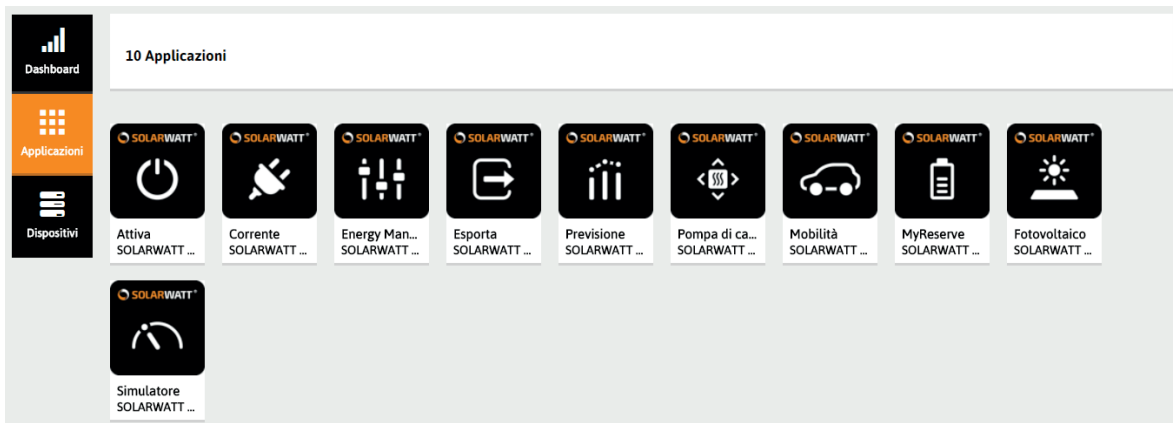 Dashboard
10 Applicazioni
Applicazioni
Dispositivi
SOLARWATT®
SOLARWATT®
SOLARWATT®
SOLARWATT®
SOLARWATT®
SOLARWATT®
SOLARWATT®
SOLARWATT®
SOLARWATT®
Attiva
SOLARWATT ...
Corrente
SOLARWATT ...
Energy Man...
SOLARWATT ...
Esporta
SOLARWATT ...
Previsione
SOLARWATT ...
Pompa di ca...
SOLARWATT ...
Mobilità
SOLARWATT ...
MyReserve
SOLARWATT ...
Fotovoltaico
SOLARWATT ...
SOLARWATT®
Simulatore
SOLARWATT ...